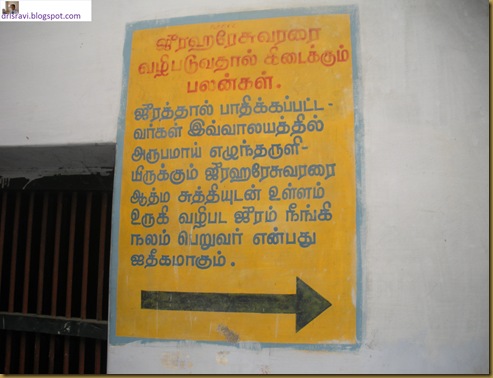 drisravi.blogspot.com
ஜீரஹரேசுவரரை
வழிபடுவதால் கிடைக்கும்
பலன்கள்.
ஜீரத்தால் பாதிக்கப்பட்ட-
வர்கள் இவ்வாலயத்தில்
அருபமாய் எழுந்தருளி-
யிருக்கும் ஜீரஹரேசுவரரை
ஆத்ம சுத்தியுடன் உள்ளம்
உருகி வழிபட ஜீரம் நீங்கி
நலம் பெறுவர் என்பது
ஐதீகமாகும்.